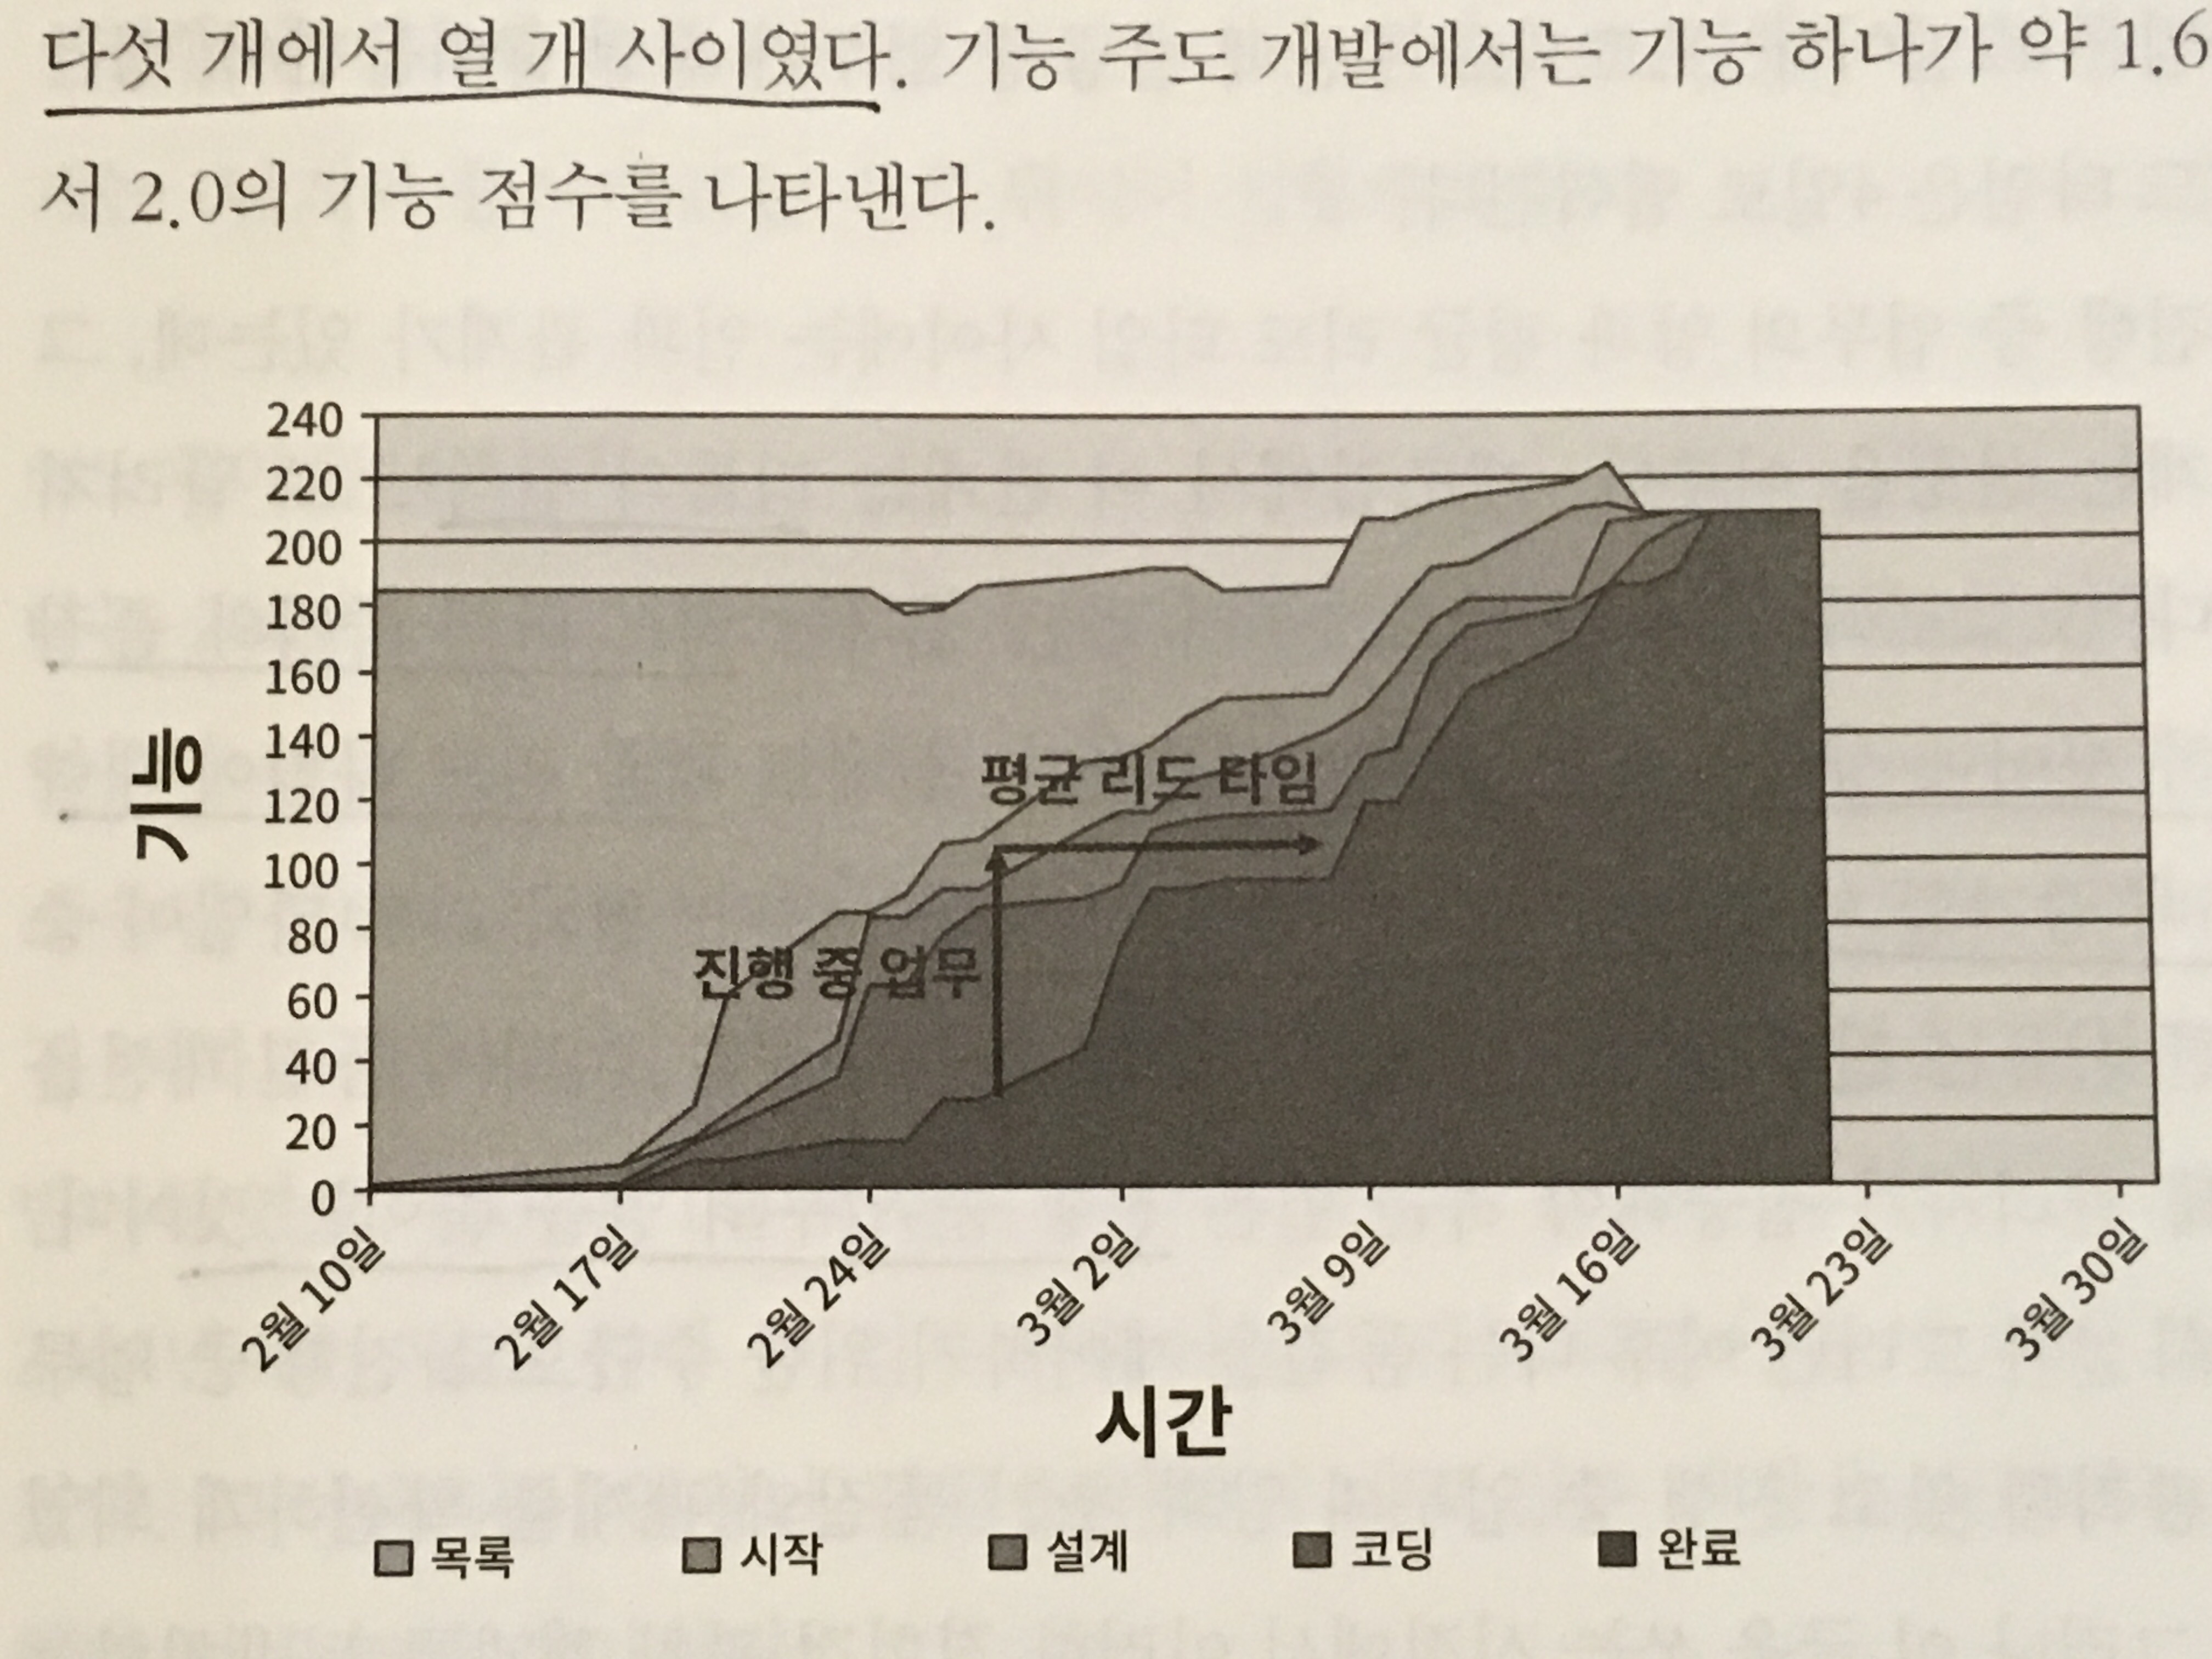 다섯 개에서 열 개 사이였다. 기능 주도 개발에서는 기능 하나가 약 1.6
서 2.0의 기능 점수를 나타낸다.
240
220
200
180
160
140
120
100
80
60
40
20
0
기능
평균 리드 타임
진행 중 업무
2월 10일
2월 17일
2월 24일
3월 2일
3월 9일
3월 16일
3월 23일
3월 30일
시간
목록 시작 설계 코딩 완료